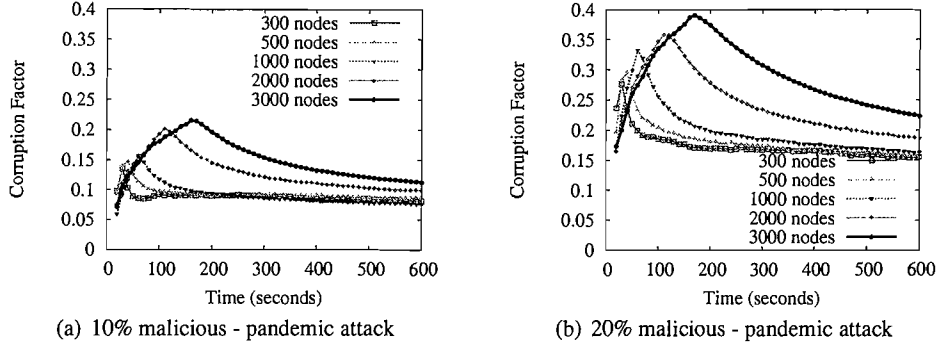 0.4
0.35
0.3
0.25
0.2
0.15
0.1
0.05
0
Corruption Factor
300 nodes
500 nodes
1000 nodes
2000 nodes
3000 nodes
0 100 200 300 400 500 600
Time (seconds)
(a) 10% malicious - pandemic attack
0.4
0.35
0.3
0.25
0.2
0.15
0.1
0.05
0
Corruption Factor
300 nodes
500 nodes
1000 nodes
2000 nodes
3000 nodes
0 100 200 300 400 500 600
Time (seconds)
(b) 20% malicious - pandemic attack